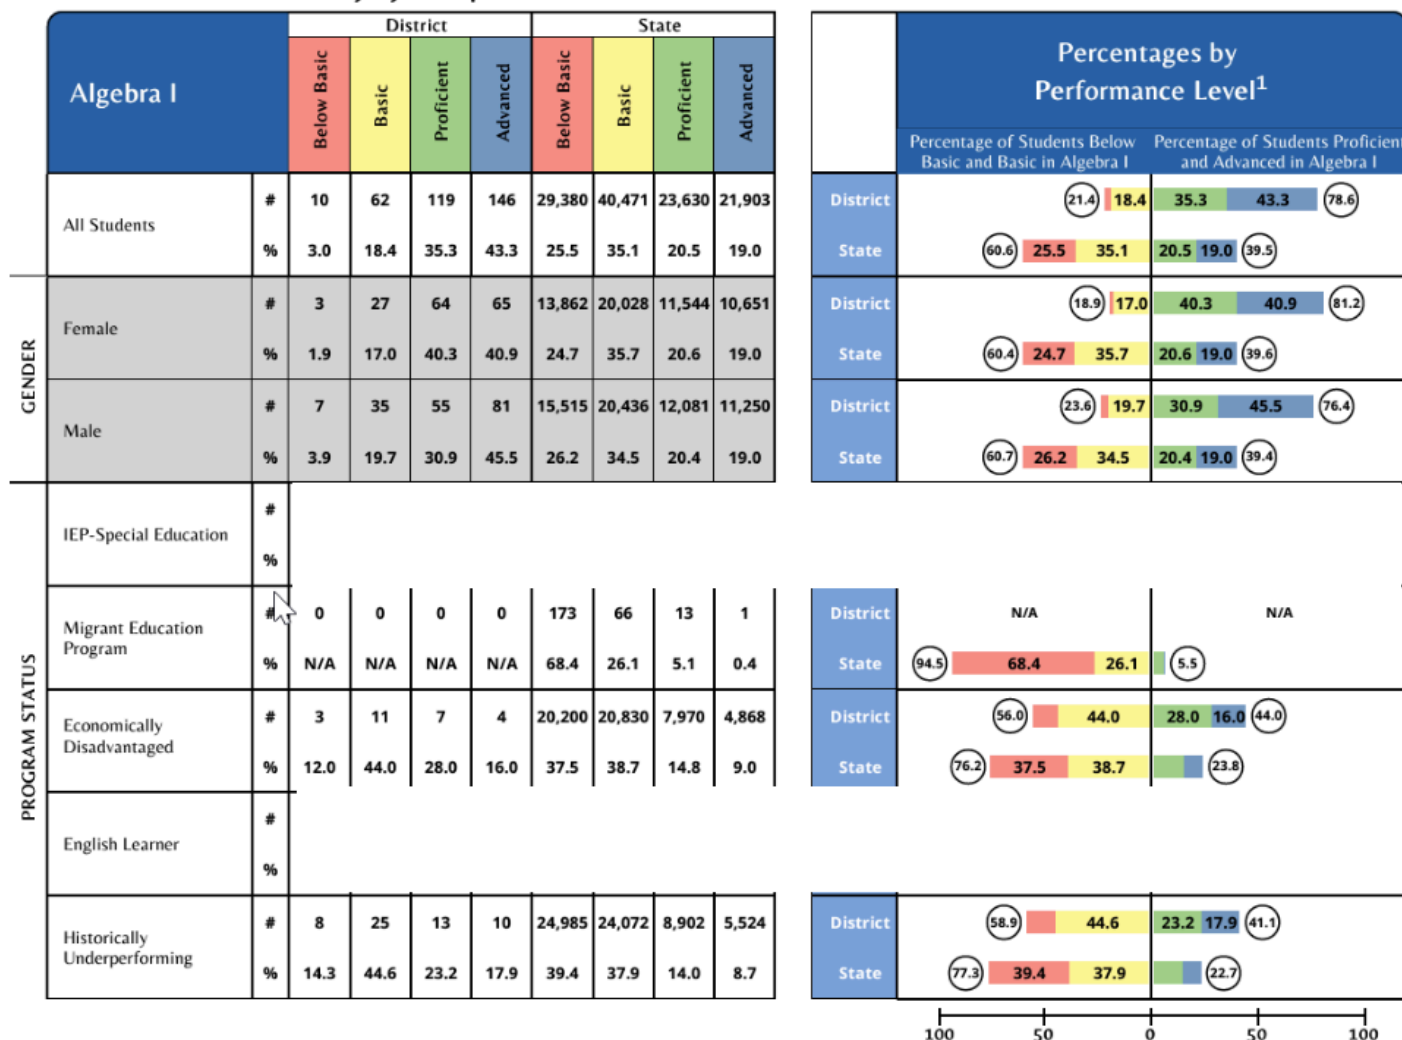 District State
Algebra I
Below Basic Basic Proficient Advanced Below Basic Basic Proficient Advanced
Percentages by
Performance Level1
Percentage of Students Below
Basic and Basic in Algebra I
Percentage of Students Proficient
and Advanced in Algebra I
All Students
# 10 62 119 146 29,380 40,471 23,630 21,903
% 3.0 18.4 35.3 43.3 25.5 35.1 20.5 19.0
District 21.4 18.4 35.3 43.3 78.6
State 60.6 25.5 35.1 20.5 19.0 39.5
GENDER
Female
# 3 27 64 65 13,862 20,028 11,544 10,651
% 1.9 17.0 40.3 40.9 24.7 35.7 20.6 19.0
District 18.9 17.0 40.3 40.9 81.2
State 60.4 24.7 35.7 20.6 19.0 39.6
Male
# 7 35 55 81 15,515 20,436 12,081 11,250
% 3.9 19.7 30.9 45.5 26.2 34.5 20.4 19.0
District 23.6 19.7 30.9 45.5 76.4
State 60.7 26.2 34.5 20.4 19.0 39.4
PROGRAM STATUS
IEP-Special Education
#
%
Migrant Education
Program
# 0 0 0 0 173 66 13 1
% N/A N/A N/A N/A 68.4 26.1 5.1 0.4
District N/A N/A
State 94.5 68.4 26.1 5.5
Economically
Disadvantaged
# 3 11 7 4 20,200 20,830 7,970 4,868
% 12.0 44.0 28.0 16.0 37.5 38.7 14.8 9.0
District 56.0 44.0 28.0 16.0 44.0
State 76.2 37.5 38.7 23.8
English Learner
#
%
Historically
Underperforming
# 8 25 13 10 24,985 24,072 8,902 5,524
% 14.3 44.6 23.2 17.9 39.4 37.9 14.0 8.7
District 58.9 44.6 23.2 17.9 41.1
State 77.3 39.4 37.9 22.7
100 50 0 50 100